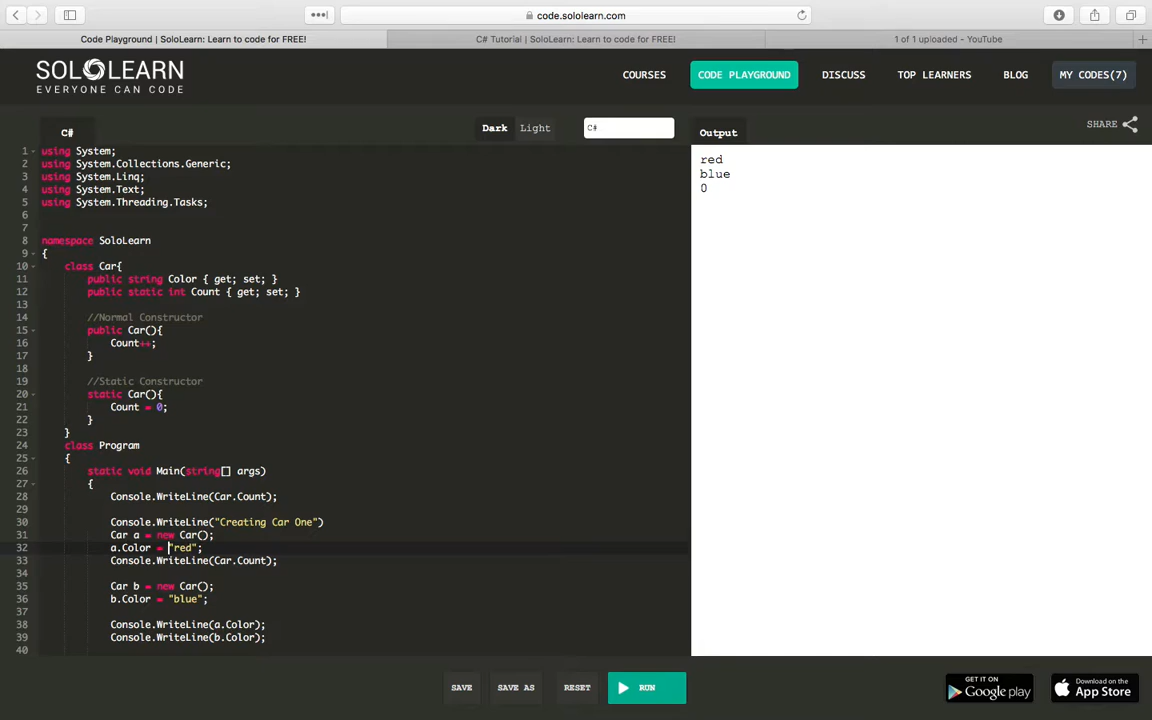 code.sololearn.com
Code Playground | SoloLearn: Learn to code for FREE!
C# Tutorial | SoloLearn: Learn to code for FREE!
1 of 1 uploaded - YouTube
SOLOLEARN
EVERYONE CAN CODE
COURSES
CODE PLAYGROUND
DISCUSS
TOP LEARNERS
BLOG
MY CODES(7)
C#
Dark
Light
C#
Output
SHARE
1 using System;
2 using System.Collections.Generic;
3 using System.Linq;
4 using System.Text;
5 using System.Threading.Tasks;
6
7
8 namespace SoloLearn
9 {
10 class Car{
11 public string Color { get; set; }
12 public static int Count { get; set; }
13
14 //Normal Constructor
15 public Car(){
16 Count++;
17 }
18
19 //Static Constructor
20 static Car(){
21 Count = 0;
22 }
23 }
24 class Program
25 {
26 static void Main(string[] args)
27 {
28 Console.WriteLine(Car.Count);
29
30 Console.WriteLine("Creating Car One")
31 Car a = new Car();
32 a.Color = "red";
33 Console.WriteLine(Car.Count);
34
35 Car b = new Car();
36 b.Color = "blue";
37
38 Console.WriteLine(a.Color);
39 Console.WriteLine(b.Color);
40
red
blue
0
SAVE
SAVE AS
RESET
RUN
GET IT ON
Google play
Download on the
App Store